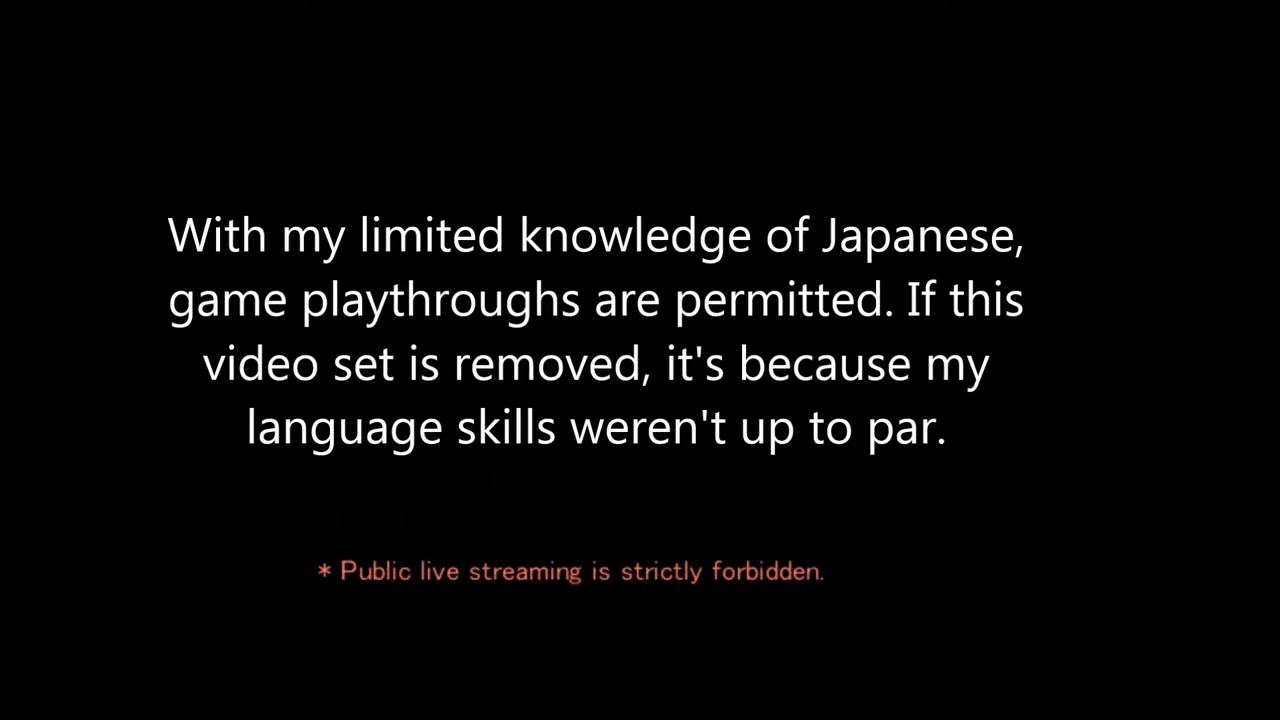 With my limited knowledge of Japanese,
game playthroughs are permitted. If this
video set is removed, it's because my
language skills weren't up to par.
* Public live streaming is strictly forbidden.